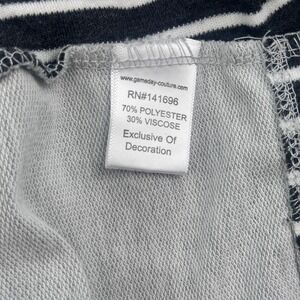 www.gameday-couture.com
RN#141696
70% POLYESTER
30% VISCOSE
Exclusive Of
Decoration